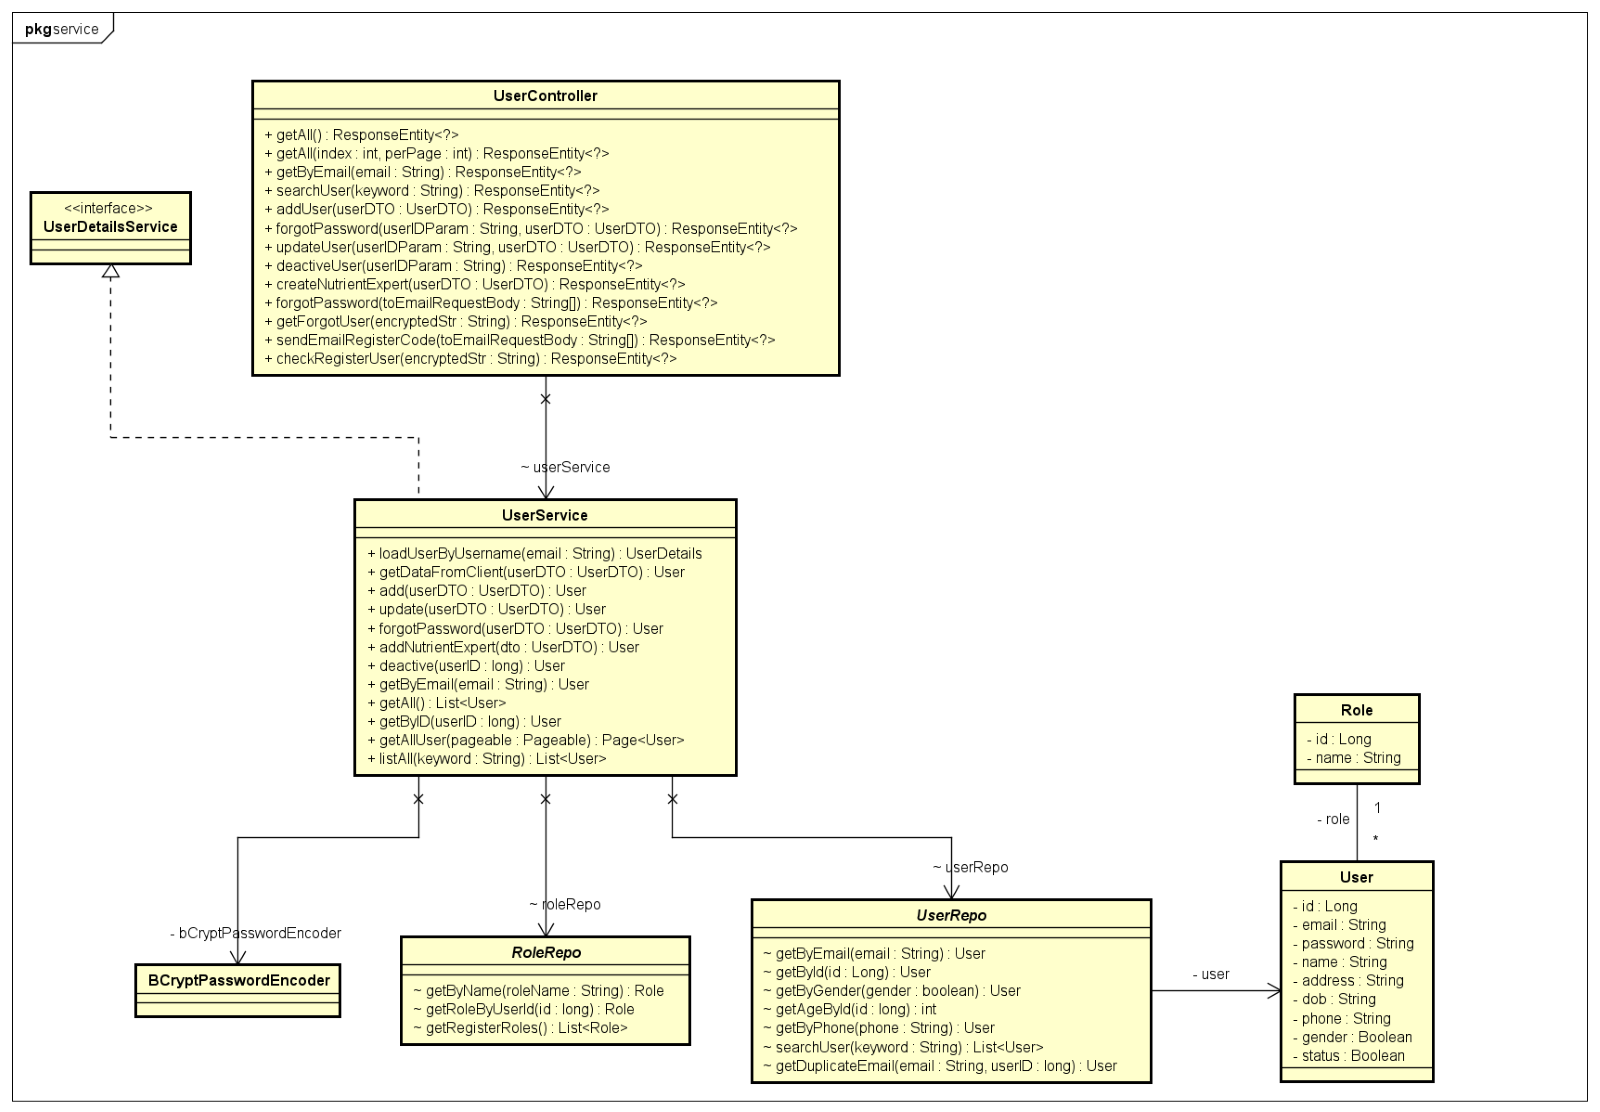 pkg service
UserController
+ getAll() : ResponseEntity<?>
+ getAll(index : int, perPage : int) : ResponseEntity<?>
+ getByEmail(email : String) : ResponseEntity<?>
+ searchUser(keyword : String) : ResponseEntity<?>
+ addUser(userDTO : UserDTO) : ResponseEntity<?>
+ forgotPassword(userIDParam : String, userDTO : UserDTO) : ResponseEntity<?>
+ updateUser(userIDParam : String, userDTO : UserDTO) : ResponseEntity<?>
+ deactiveUser(userIDParam : String) : ResponseEntity<?>
+ createNutrientExpert(userDTO : UserDTO) : ResponseEntity<?>
+ forgotPassword(toEmailRequestBody : String[]) : ResponseEntity<?>
+ getForgotUser(encryptedStr : String) : ResponseEntity<?>
+ sendEmailRegisterCode(toEmailRequestBody : String[]) : ResponseEntity<?>
+ checkRegisterUser(encryptedStr : String) : ResponseEntity<?>
<<interface>>
UserDetailsService
~ userService
UserService
+ loadUserByUsername(email : String) : UserDetails
+ getDataFromClient(userDTO : UserDTO) : User
+ add(userDTO : UserDTO) : User
+ update(userDTO : UserDTO) : User
+ forgotPassword(userDTO : UserDTO) : User
+ addNutrientExpert(dto : UserDTO) : User
+ deactive(userID : long) : User
+ getByEmail(email : String) : User
+ getAll() : List<User>
+ getByID(userID : long) : User
+ getAllUser(pageable : Pageable) : Page<User>
+ listAll(keyword : String) : List<User>
Role
- id : Long
- name : String
1
- role
*
- bCryptPasswordEncoder
BCryptPasswordEncoder
~ roleRepo
RoleRepo
~ getByName(roleName : String) : Role
~ getRoleByUserId(id : long) : Role
~ getRegisterRoles() : List<Role>
~ userRepo
UserRepo
~ getByEmail(email : String) : User
~ getById(id : Long) : User
~ getByGender(gender : boolean) : User
~ getAgeById(id : long) : int
~ getByPhone(phone : String) : User
~ searchUser(keyword : String) : List<User>
~ getDuplicateEmail(email : String, userID : long) : User
- user
User
- id : Long
- email : String
- password : String
- name : String
- address : String
- dob : String
- phone : String
- gender : Boolean
- status : Boolean